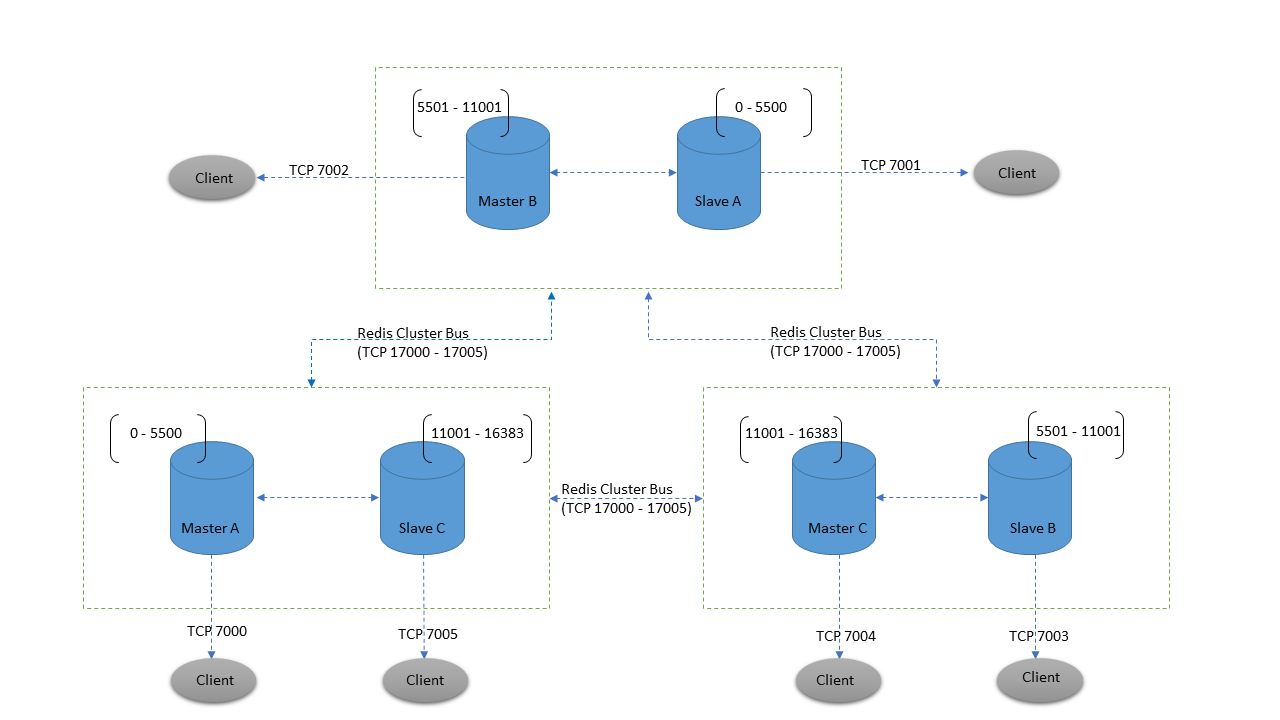 5501 - 11001
0 - 5500
Client
TCP 7002
Master B
Slave A
TCP 7001
Client
Redis Cluster Bus
(TCP 17000 - 17005)
Redis Cluster Bus
(TCP 17000 - 17005)
0 - 5500
11001 - 16383
Master A
Slave C
Redis Cluster Bus
(TCP 17000 - 17005)
11001 - 16383
5501 - 11001
Master C
Slave B
TCP 7000
TCP 7005
TCP 7004
TCP 7003
Client
Client
Client
Client